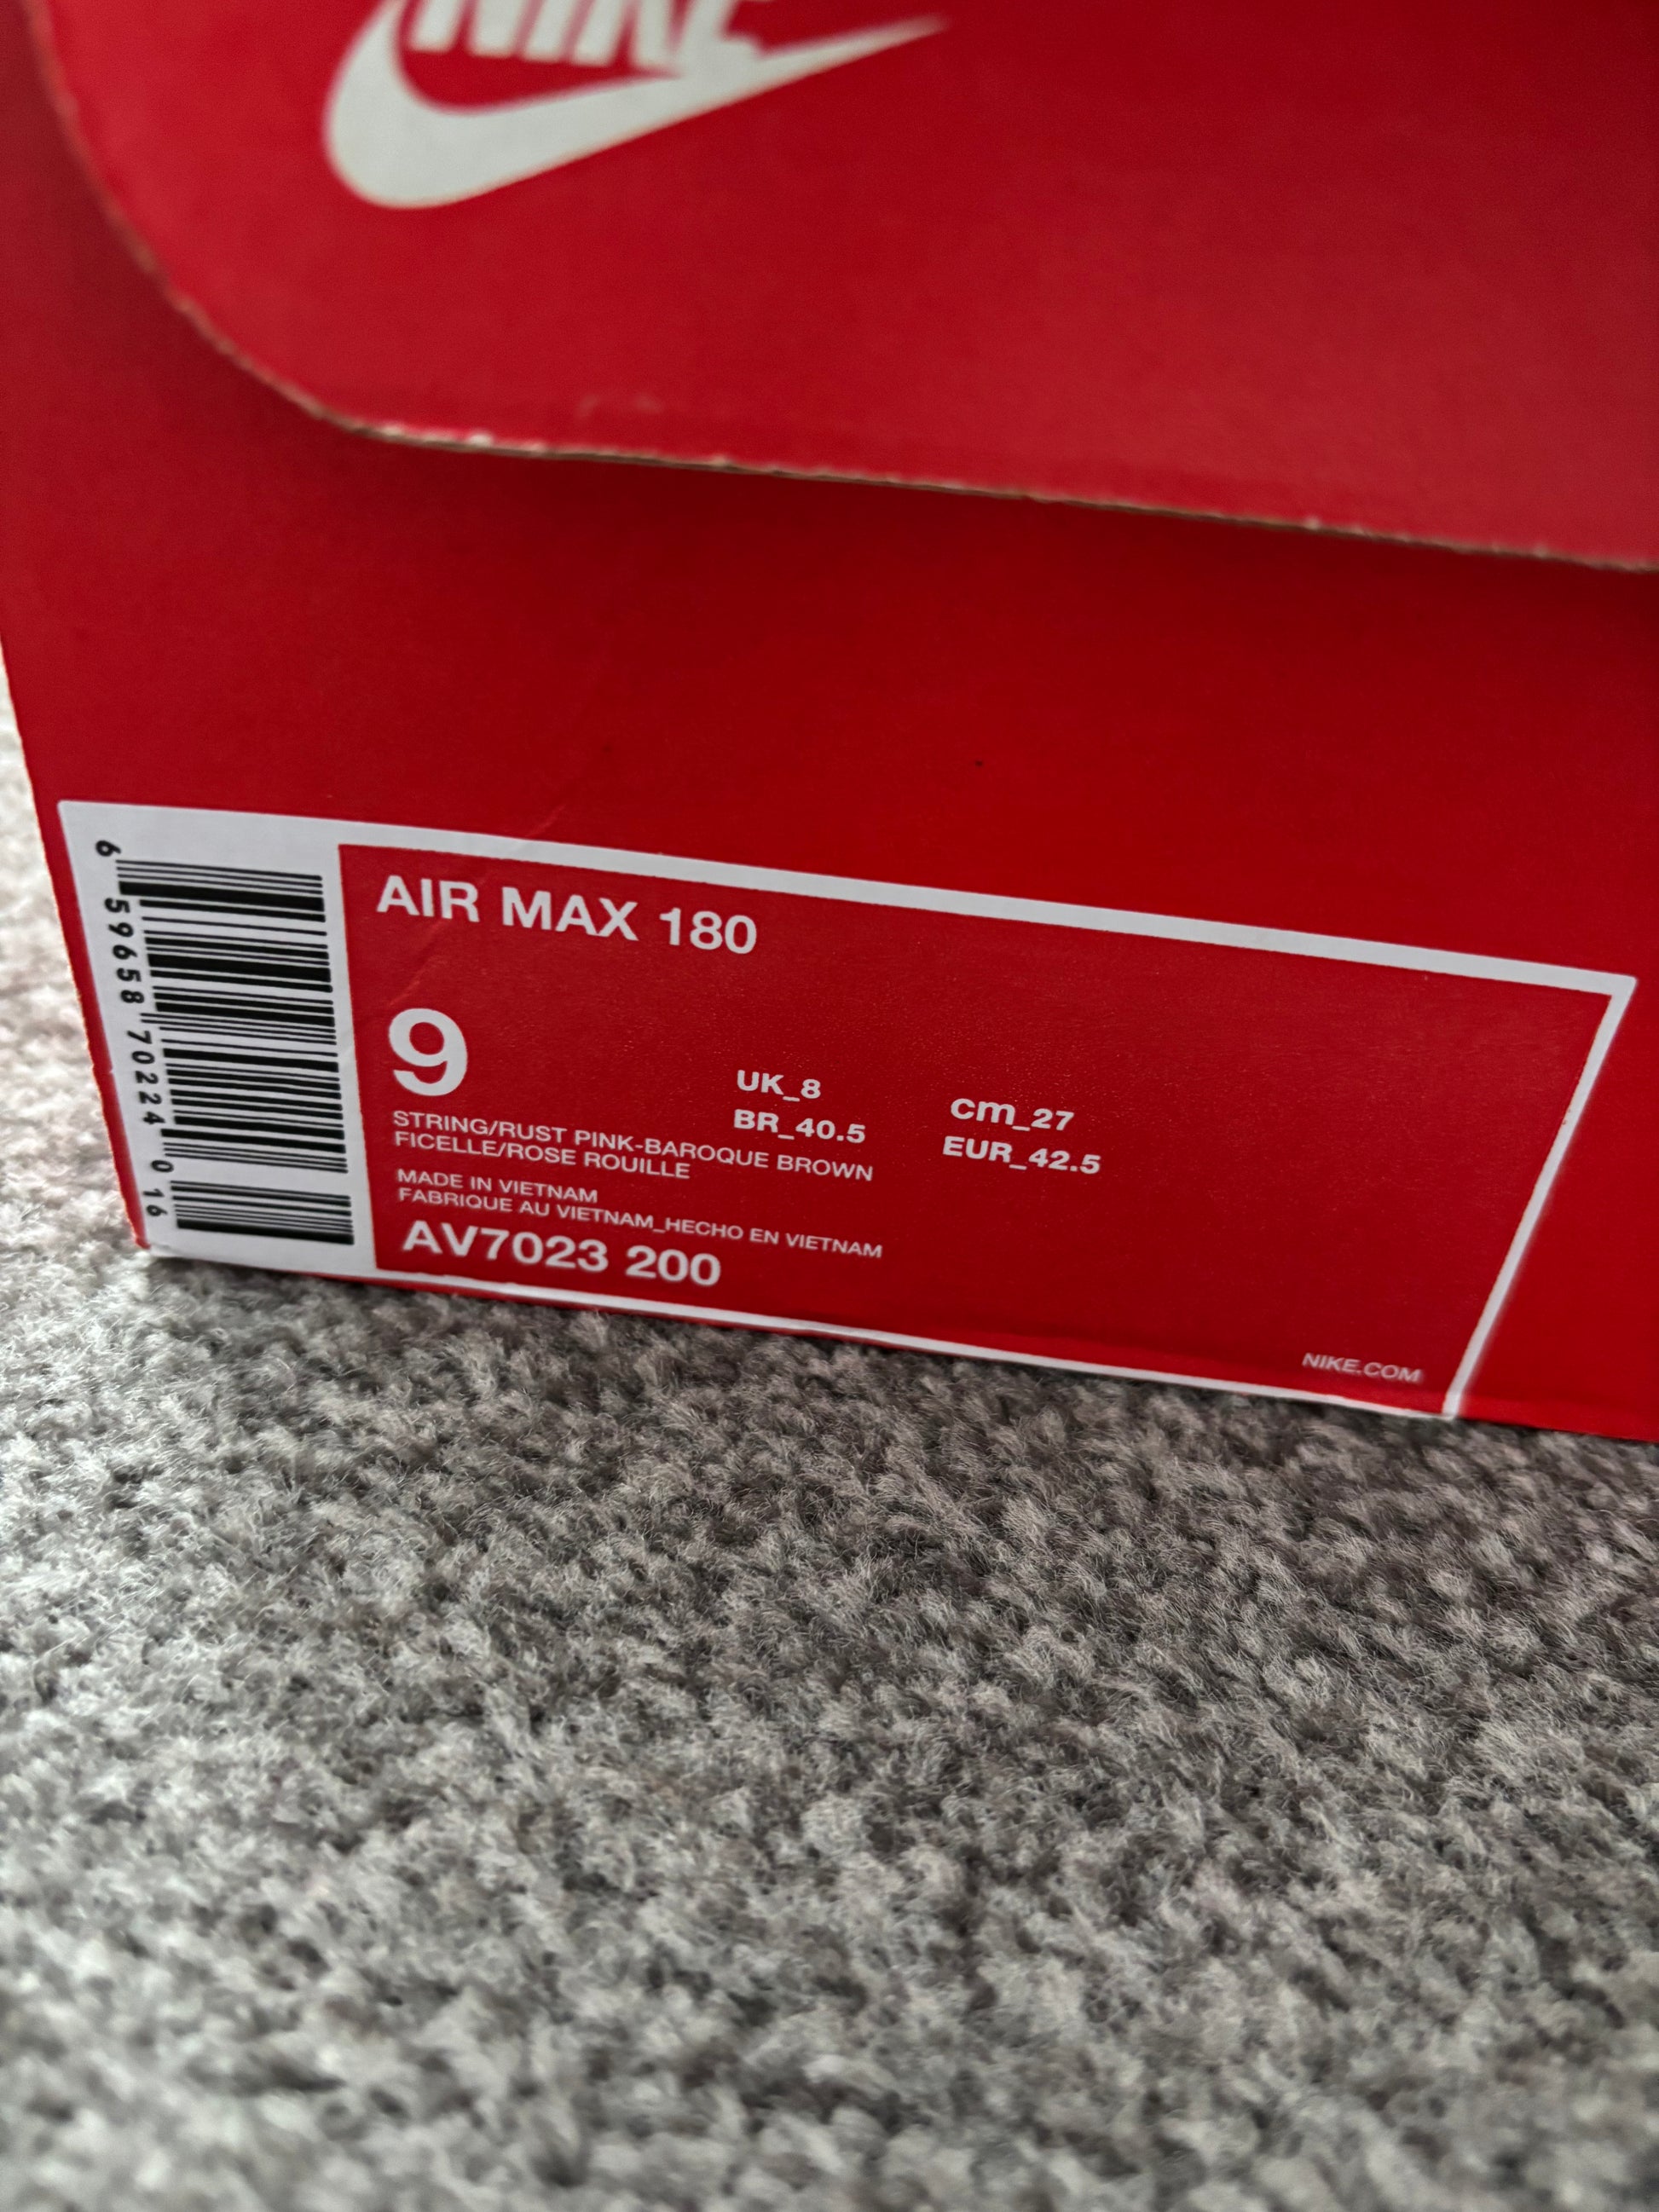 NIKE
AIR MAX 180
9
UK_8
cm_27
BR_40.5
EUR_42.5
STRING/RUST PINK-BAROQUE BROWN
FICELLE/ROSE ROUILLE
MADE IN VIETNAM
FABRIQUE AU VIETNAM_HECHO EN VIETNAM
AV7023 200
NIKE.COM
6 59658 70224 0 16